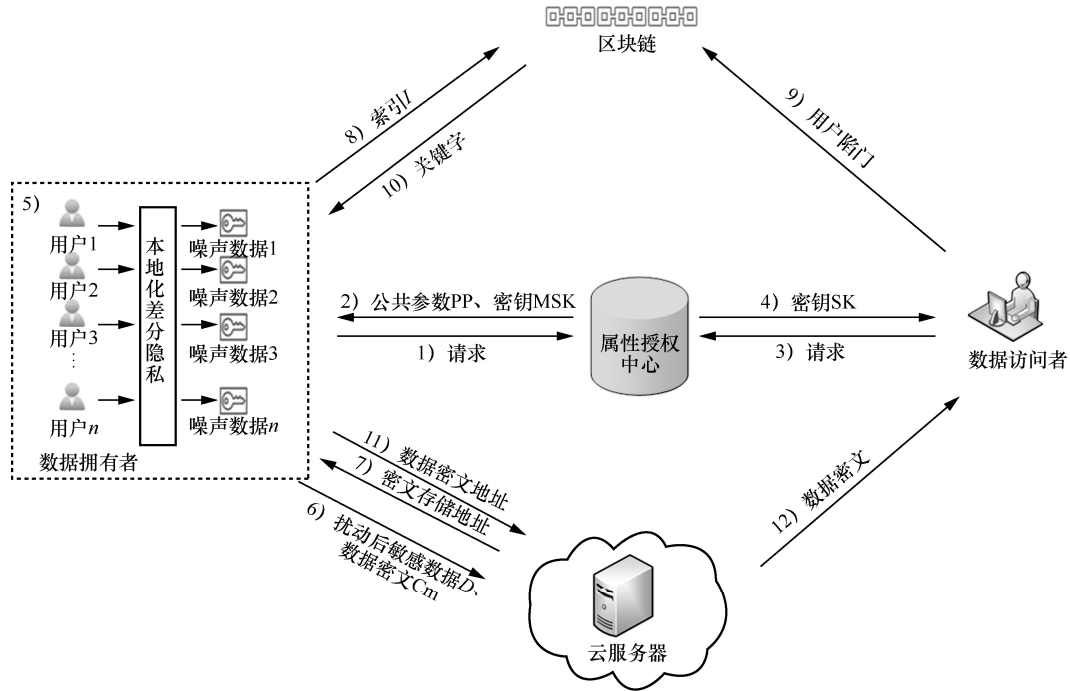 区块链
8）索引I
9）用户陷门
10）关键字
5）
用户1
噪声数据1
用户2
噪声数据2
用户3
噪声数据3
⋮
用户n
噪声数据n
本地化差分隐私
数据拥有者
2）公共参数PP、密钥MSK
1）请求
属性授权
中心
4）密钥SK
3）请求
数据访问者
11）数据密文地址
7）密文存储地址
6）扰动后敏感数据D、
数据密文Cm
12）数据密文
云服务器